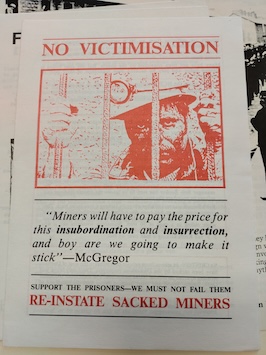 NO VICTIMISATION
"Miners will have to pay the price for
this insubordination and insurrection,
and boy are we going to make it
stick"—McGregor
SUPPORT THE PRISONERS—WE MUST NOT FAIL THEM
RE-INSTATE SACKED MINERS
F